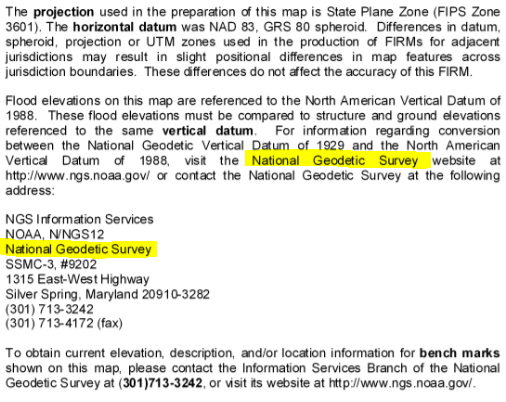 The projection used in the preparation of this map is State Plane Zone (FIPS Zone
3601). The horizontal datum was NAD 83, GRS 80 spheroid. Differences in datum,
spheroid, projection or UTM zones used in the production of FIRMs for adjacent
jurisdictions may result in slight positional differences in map features across
jurisdiction boundaries. These differences do not affect the accuracy of this FIRM.

Flood elevations on this map are referenced to the North American Vertical Datum of
1988. These flood elevations must be compared to structure and ground elevations
referenced to the same vertical datum. For information regarding conversion
between the National Geodetic Vertical Datum of 1929 and the North American
Vertical Datum of 1988, visit the National Geodetic Survey website at
http://www.ngs.noaa.gov/ or contact the National Geodetic Survey at the following
address:

NGS Information Services
NOAA, N/NGS12
National Geodetic Survey
SSMC-3, #9202
1315 East-West Highway
Silver Spring, Maryland 20910-3282
(301) 713-3242
(301) 713-4172 (fax)

To obtain current elevation, description, and/or location information for bench marks
shown on this map, please contact the Information Services Branch of the National
Geodetic Survey at (301)713-3242, or visit its website at http://www.ngs.noaa.gov/.